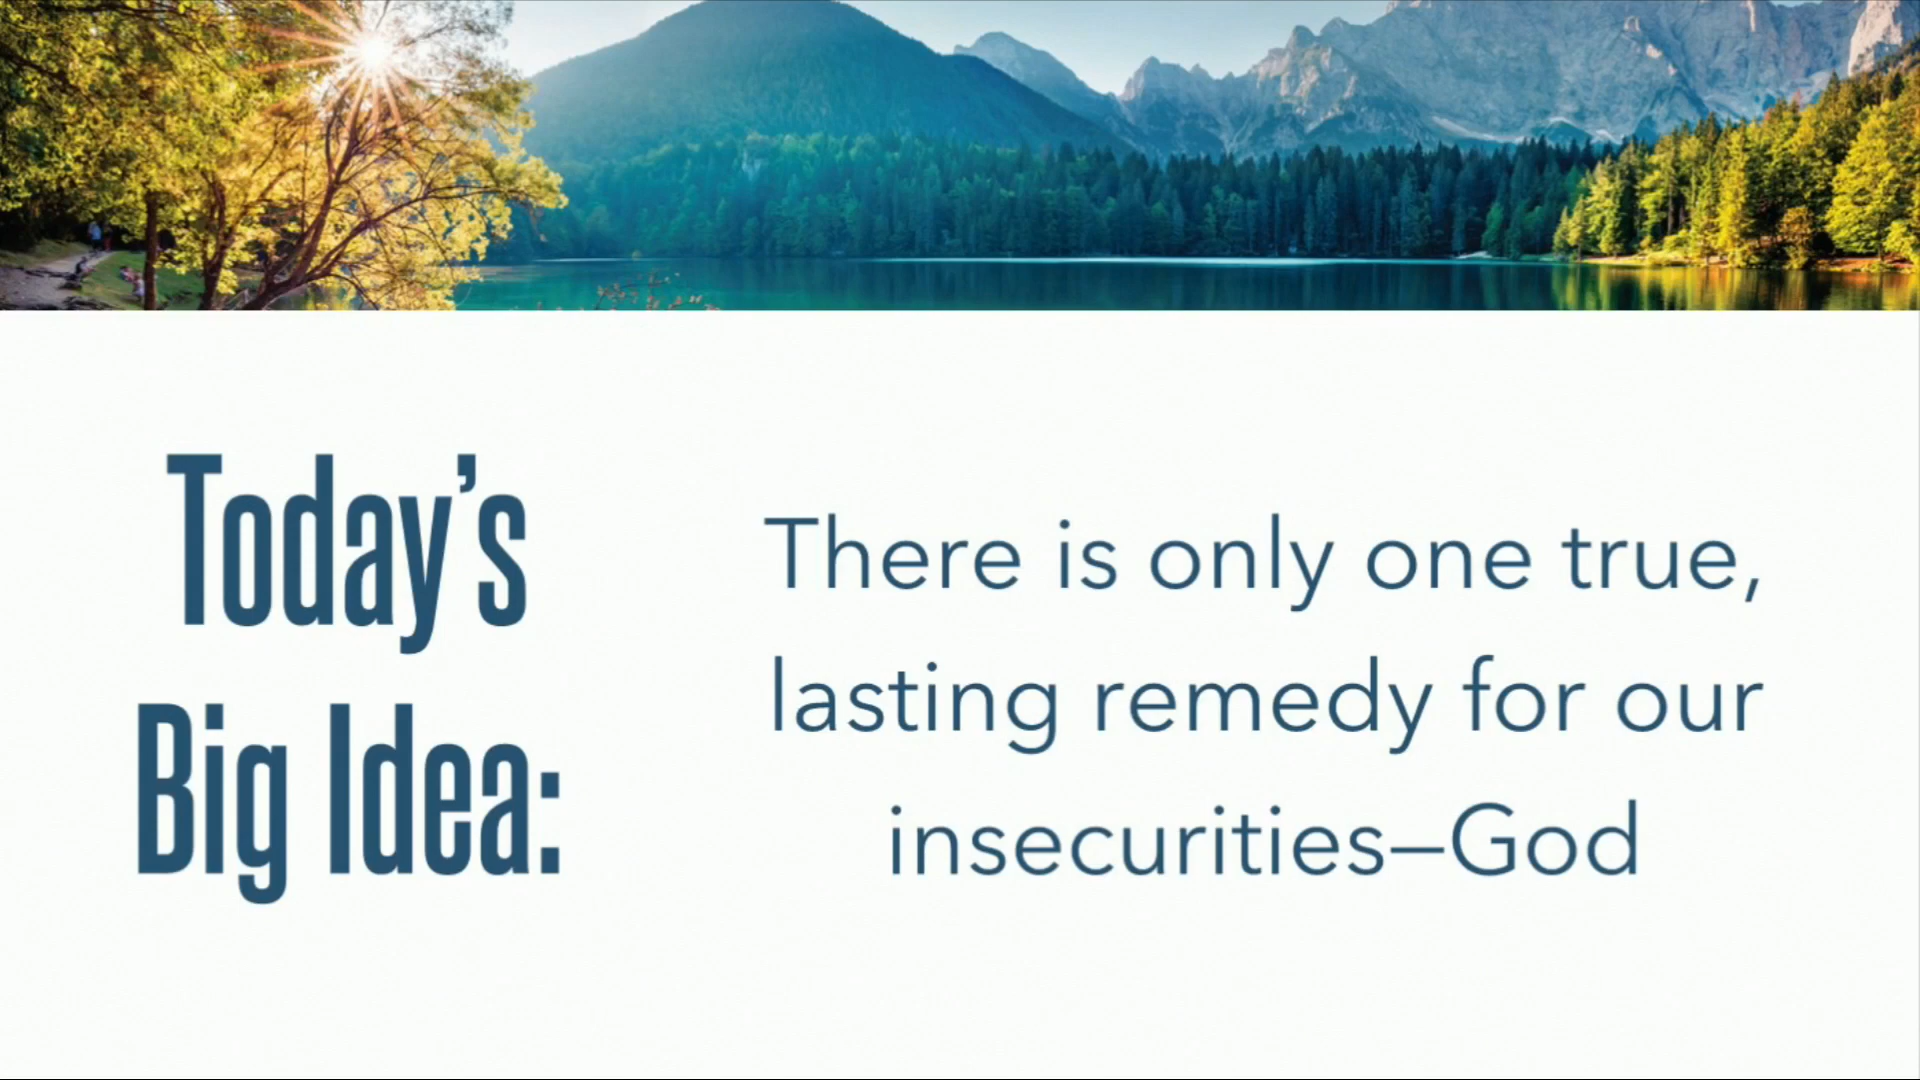 Today’s
Big Idea:
There is only one true,
lasting remedy for our
insecurities–God